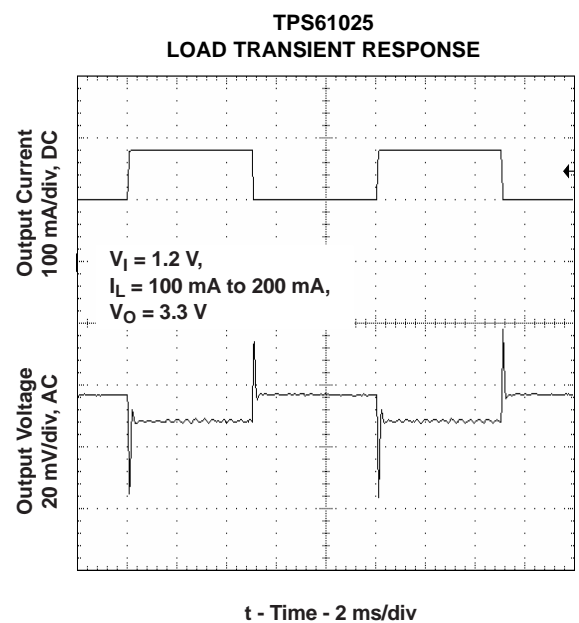 TPS61025
LOAD TRANSIENT RESPONSE
Output Current
100 mA/div, DC
V_I = 1.2 V,
I_L = 100 mA to 200 mA,
V_O = 3.3 V
Output Voltage
20 mV/div, AC
t - Time - 2 ms/div